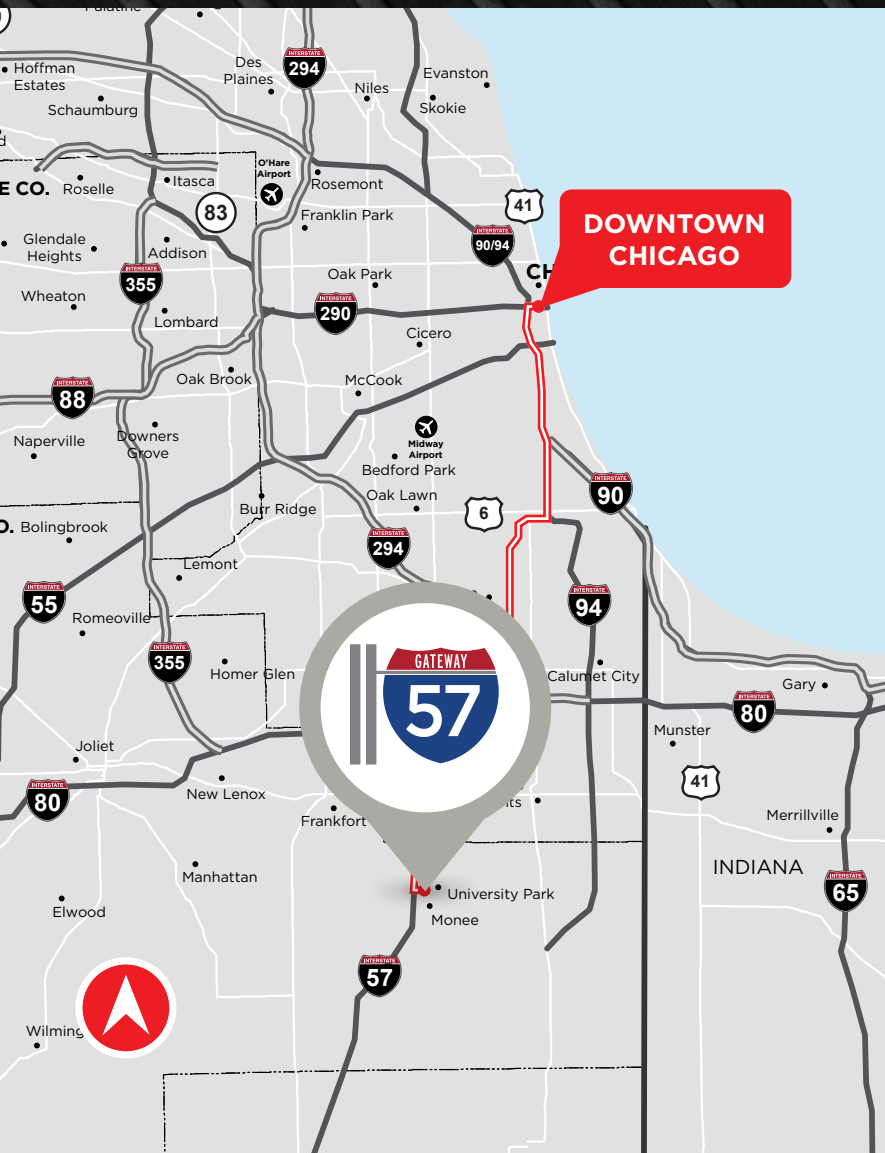 Palatine
INTERSTATE
294
Des
Plaines
Hoffman
Estates
Evanston
Niles
Schaumburg
Skokie
O'Hare
Airport
E CO.
Roselle
Itasca
Rosemont
41
83
Franklin Park
DOWNTOWN
CHICAGO
INTERSTATE
90/94
Glendale
Heights
Addison
CH
INTERSTATE
355
Oak Park
Wheaton
INTERSTATE
290
Lombard
Cicero
Oak Brook
McCook
INTERSTATE
88
Naperville
Downers
Grove
Midway
Airport
Bedford Park
INTERSTATE
90
Oak Lawn
Burr Ridge
6
O.
Bolingbrook
INTERSTATE
294
Lemont
INTERSTATE
55
INTERSTATE
94
Romeoville
INTERSTATE
355
GATEWAY
57
Homer Glen
Calumet City
Gary
INTERSTATE
80
Munster
Joliet
41
INTERSTATE
80
New Lenox
Frankfort
Merrillville
Manhattan
INDIANA
INTERSTATE
65
University Park
Elwood
Monee
INTERSTATE
57
Wilming